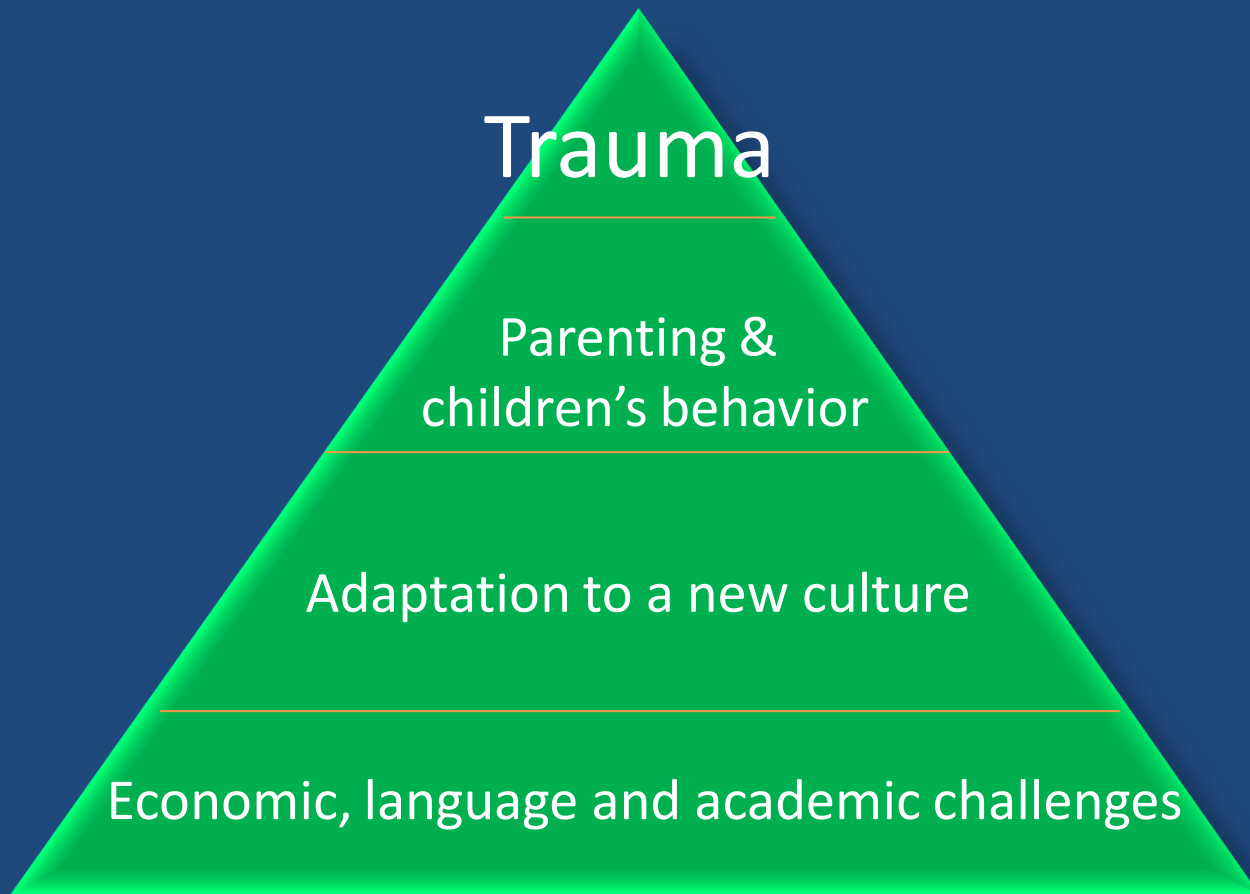 Trauma
Parenting &
children’s behavior
Adaptation to a new culture
Economic, language and academic challenges